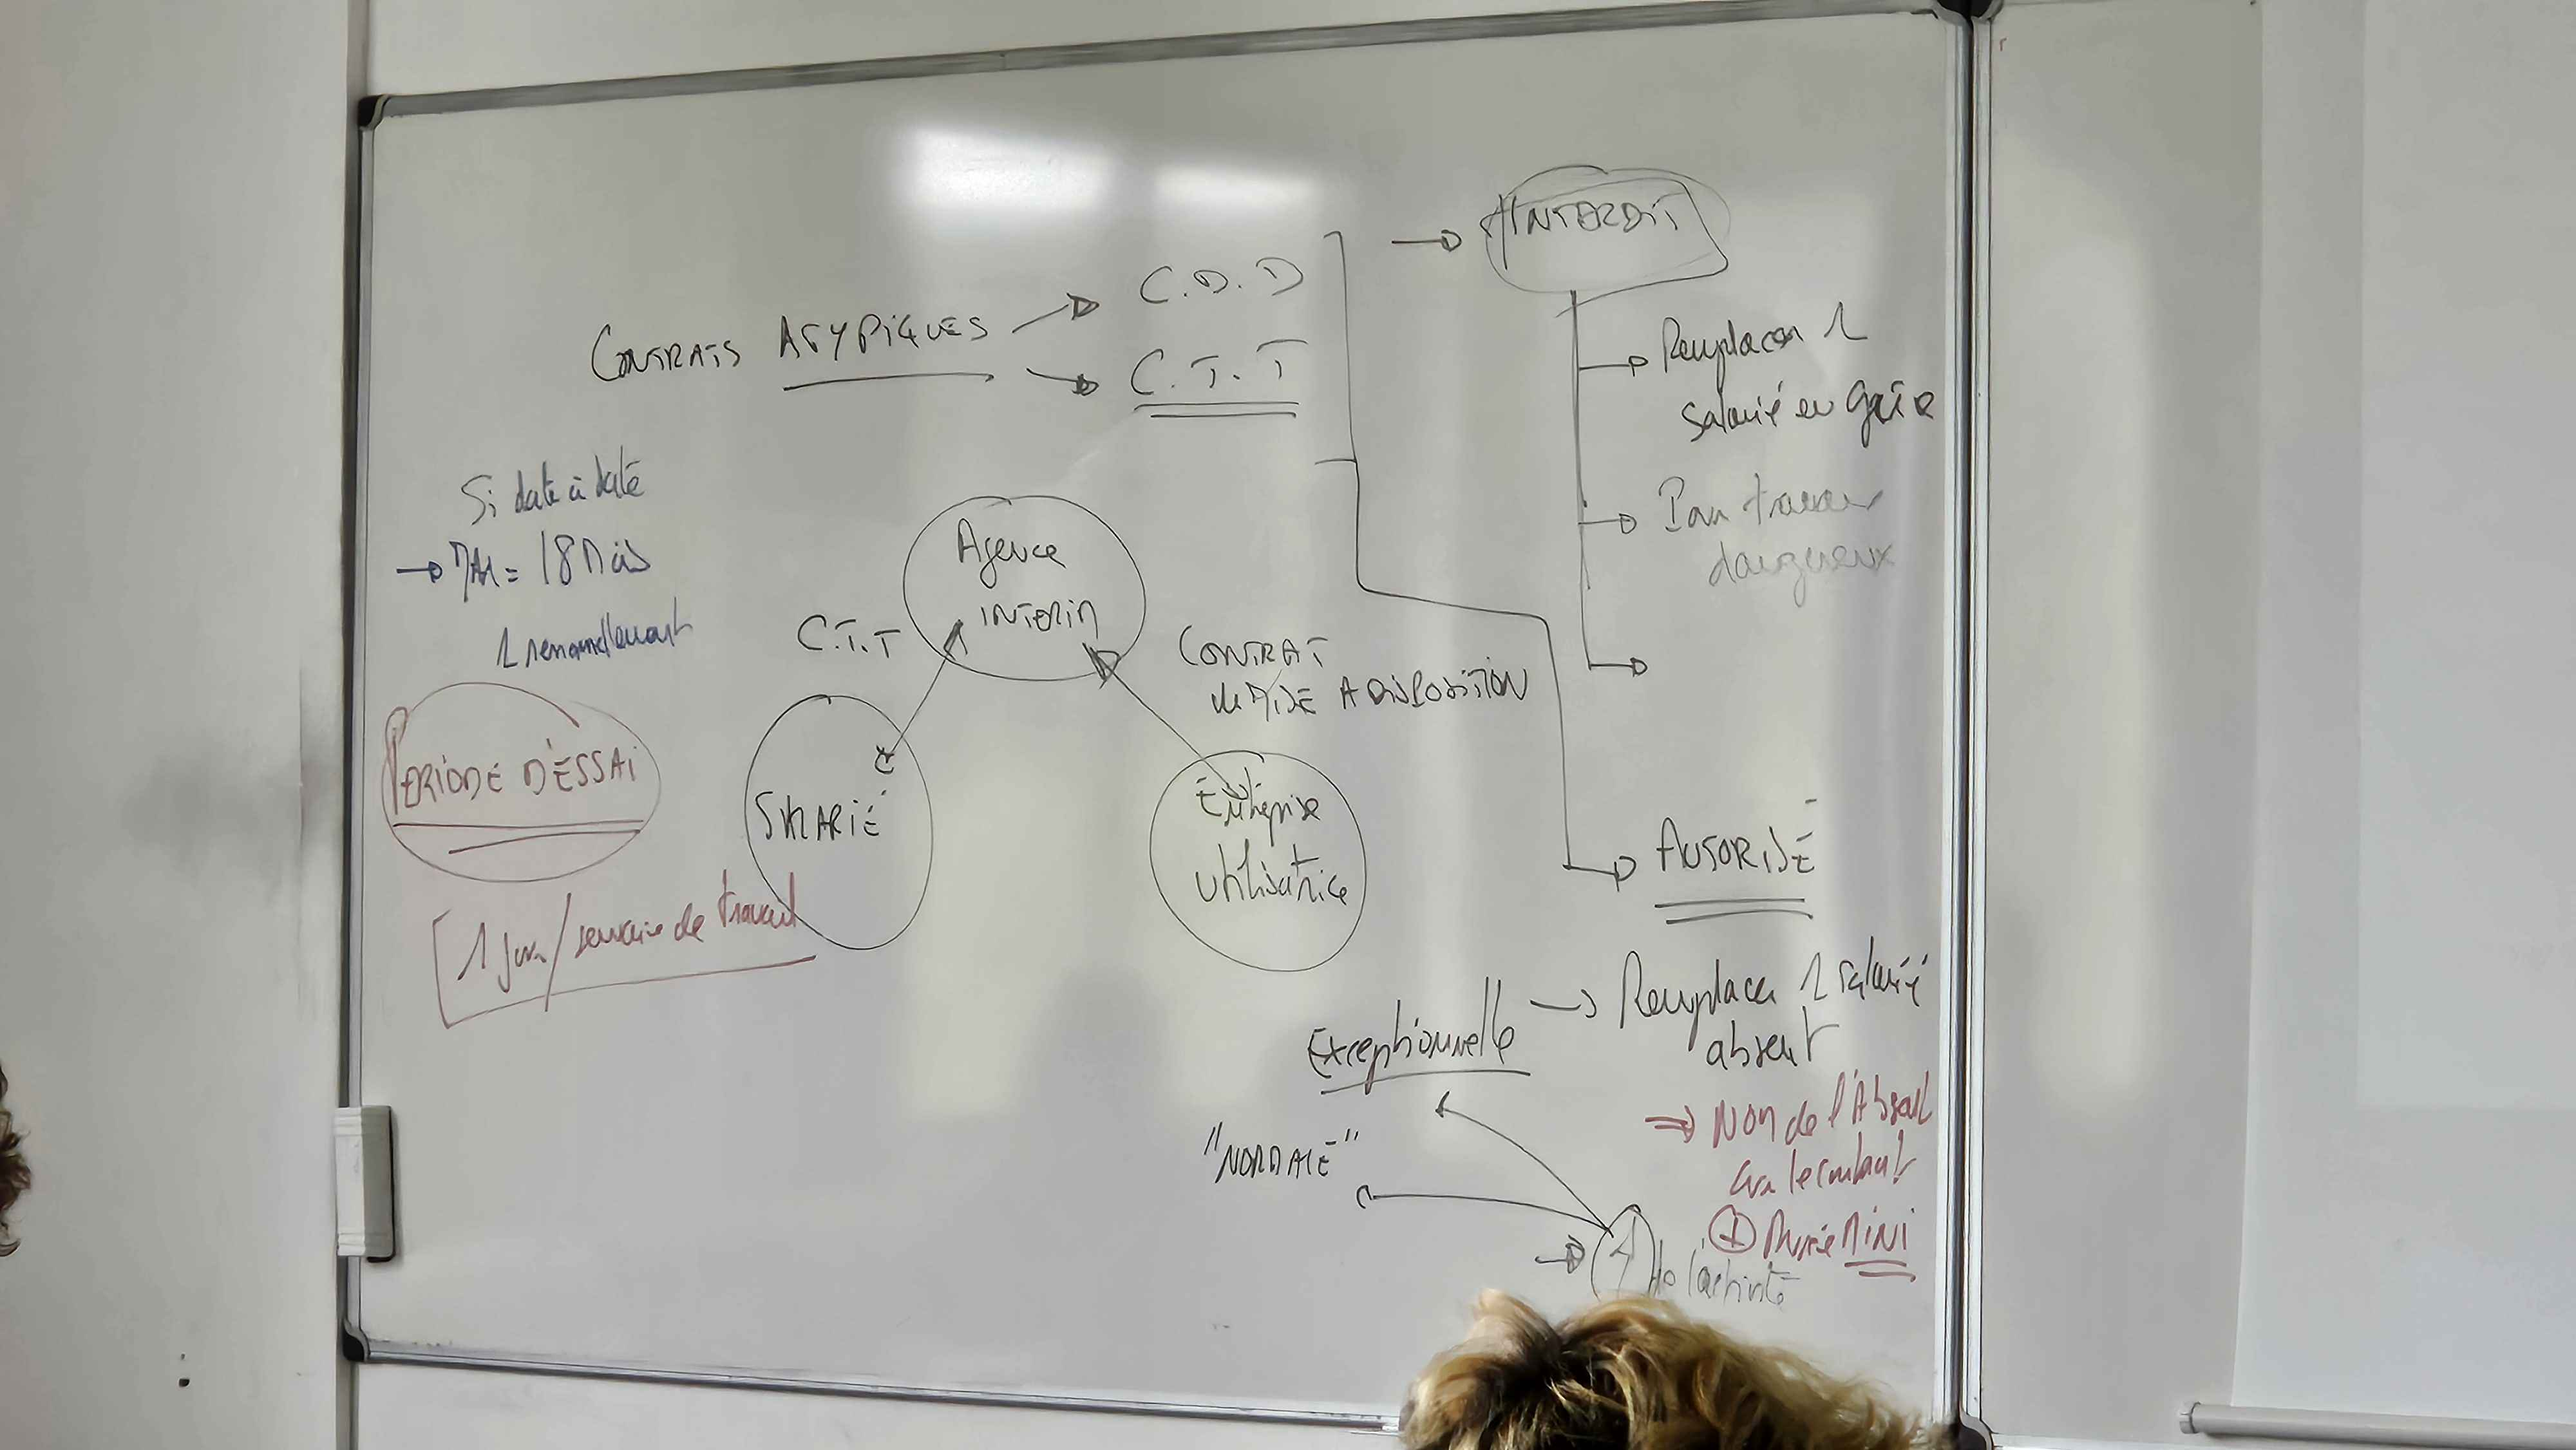 CONTRATS ATYPIQUES
C.D.D
C.T.T
INTERDIT
Remplacer 1
salarié en grève
Pour travaux
dangereux
Si date à date
MAX = 18 Mois
1 renouvellement
PERIODE D'ESSAI
1 jour / semaine de travail
Agence
INTERIM
C.T.T
SALARIÉ
CONTRAT
de MISE A DISPOSITION
Entreprise
utilisatrice
AUTORISÉ
Remplacer 1 salarié
absent
Nom de l'Absent
sur le contrat
+ Durée MINI
Exceptionnelle
"NORMALE"
de l'activité